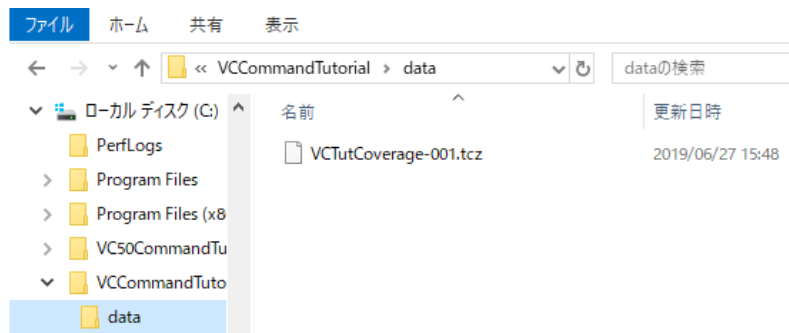 ファイル ホーム 共有 表示
« VCCommandTutorial > data dataの検索
ローカル ディスク (C:) 名前 更新日時
PerfLogs VCTutCoverage-001.tcz 2019/06/27 15:48
Program Files
Program Files (x8
VC50CommandTu
VCCommandTuto
data